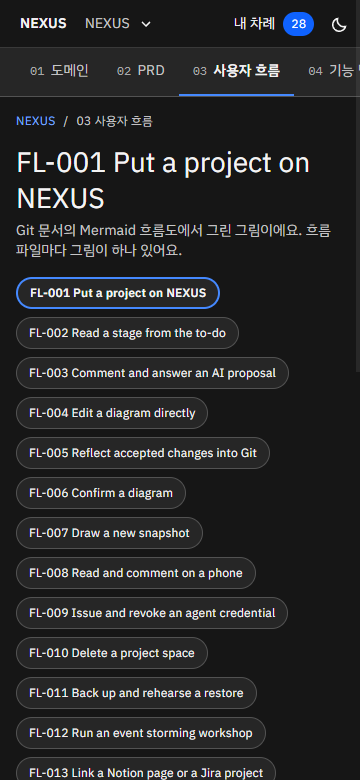 NEXUS NEXUS 내 차례 28
01 도메인 02 PRD 03 사용자 흐름 04 기능
NEXUS / 03 사용자 흐름
FL-001 Put a project on
NEXUS
Git 문서의 Mermaid 흐름도에서 그린 그림이에요. 흐름
파일마다 그림이 하나 있어요.
FL-001 Put a project on NEXUS
FL-002 Read a stage from the to-do
FL-003 Comment and answer an AI proposal
FL-004 Edit a diagram directly
FL-005 Reflect accepted changes into Git
FL-006 Confirm a diagram
FL-007 Draw a new snapshot
FL-008 Read and comment on a phone
FL-009 Issue and revoke an agent credential
FL-010 Delete a project space
FL-011 Back up and rehearse a restore
FL-012 Run an event storming workshop
FL-013 Link a Notion page or a Jira project